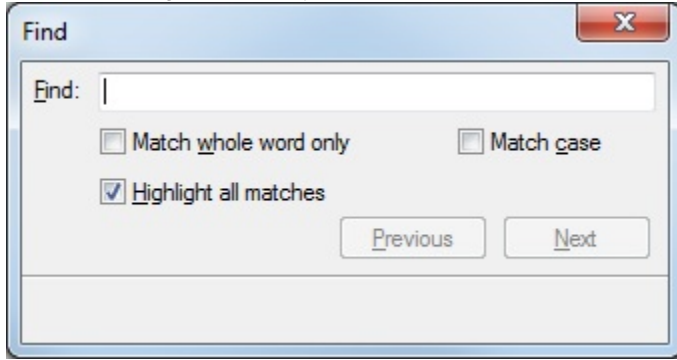 Find
Find:
Match whole word only Match case
Highlight all matches
Previous Next